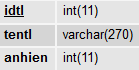 idtl int(11)
tentl varchar(270)
anhien int(11)